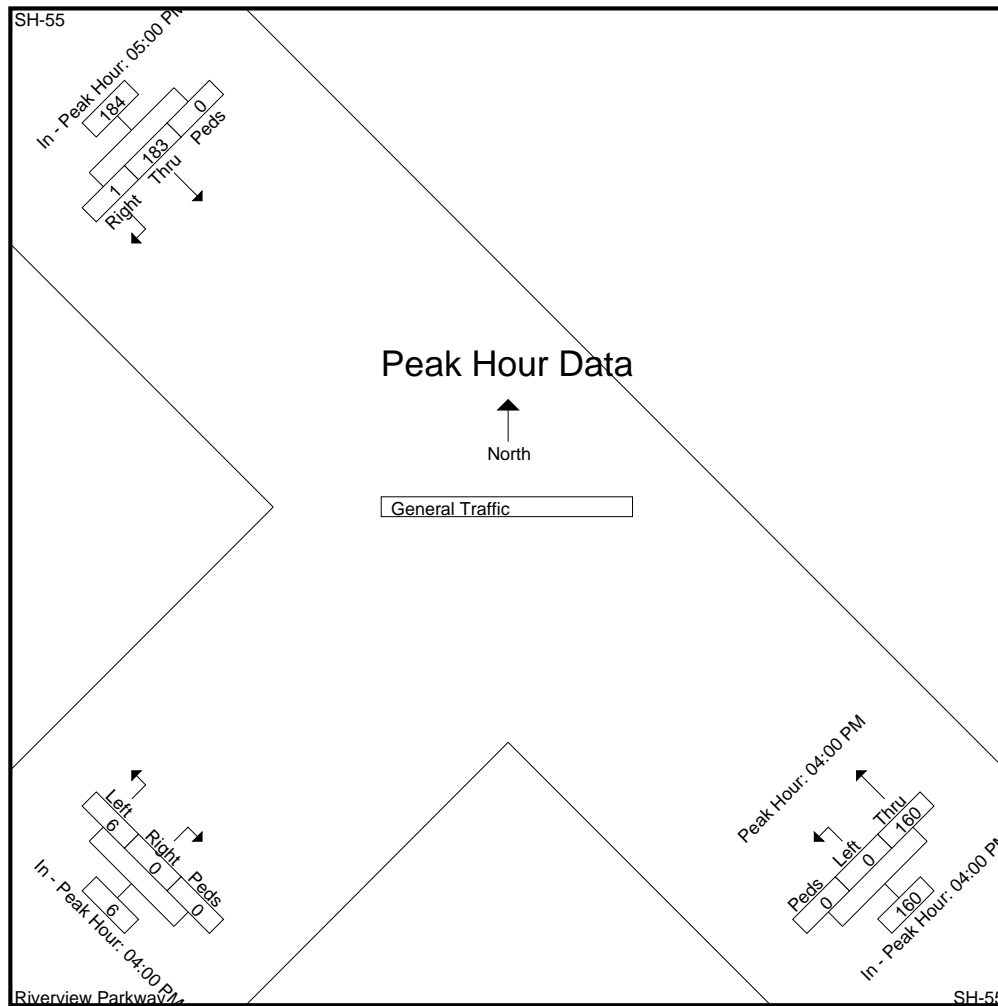 SH-55
In - Peak Hour: 05:00 PM
184
0
Peds
183
Thru
1
Right
Peak Hour Data
North
General Traffic
Left
6
Right
0
Peds
0
6
In - Peak Hour: 04:00 PM
Riverview Parkway
Peak Hour: 04:00 PM
Thru
160
Left
0
Peds
0
160
In - Peak Hour: 04:00 PM
SH-55